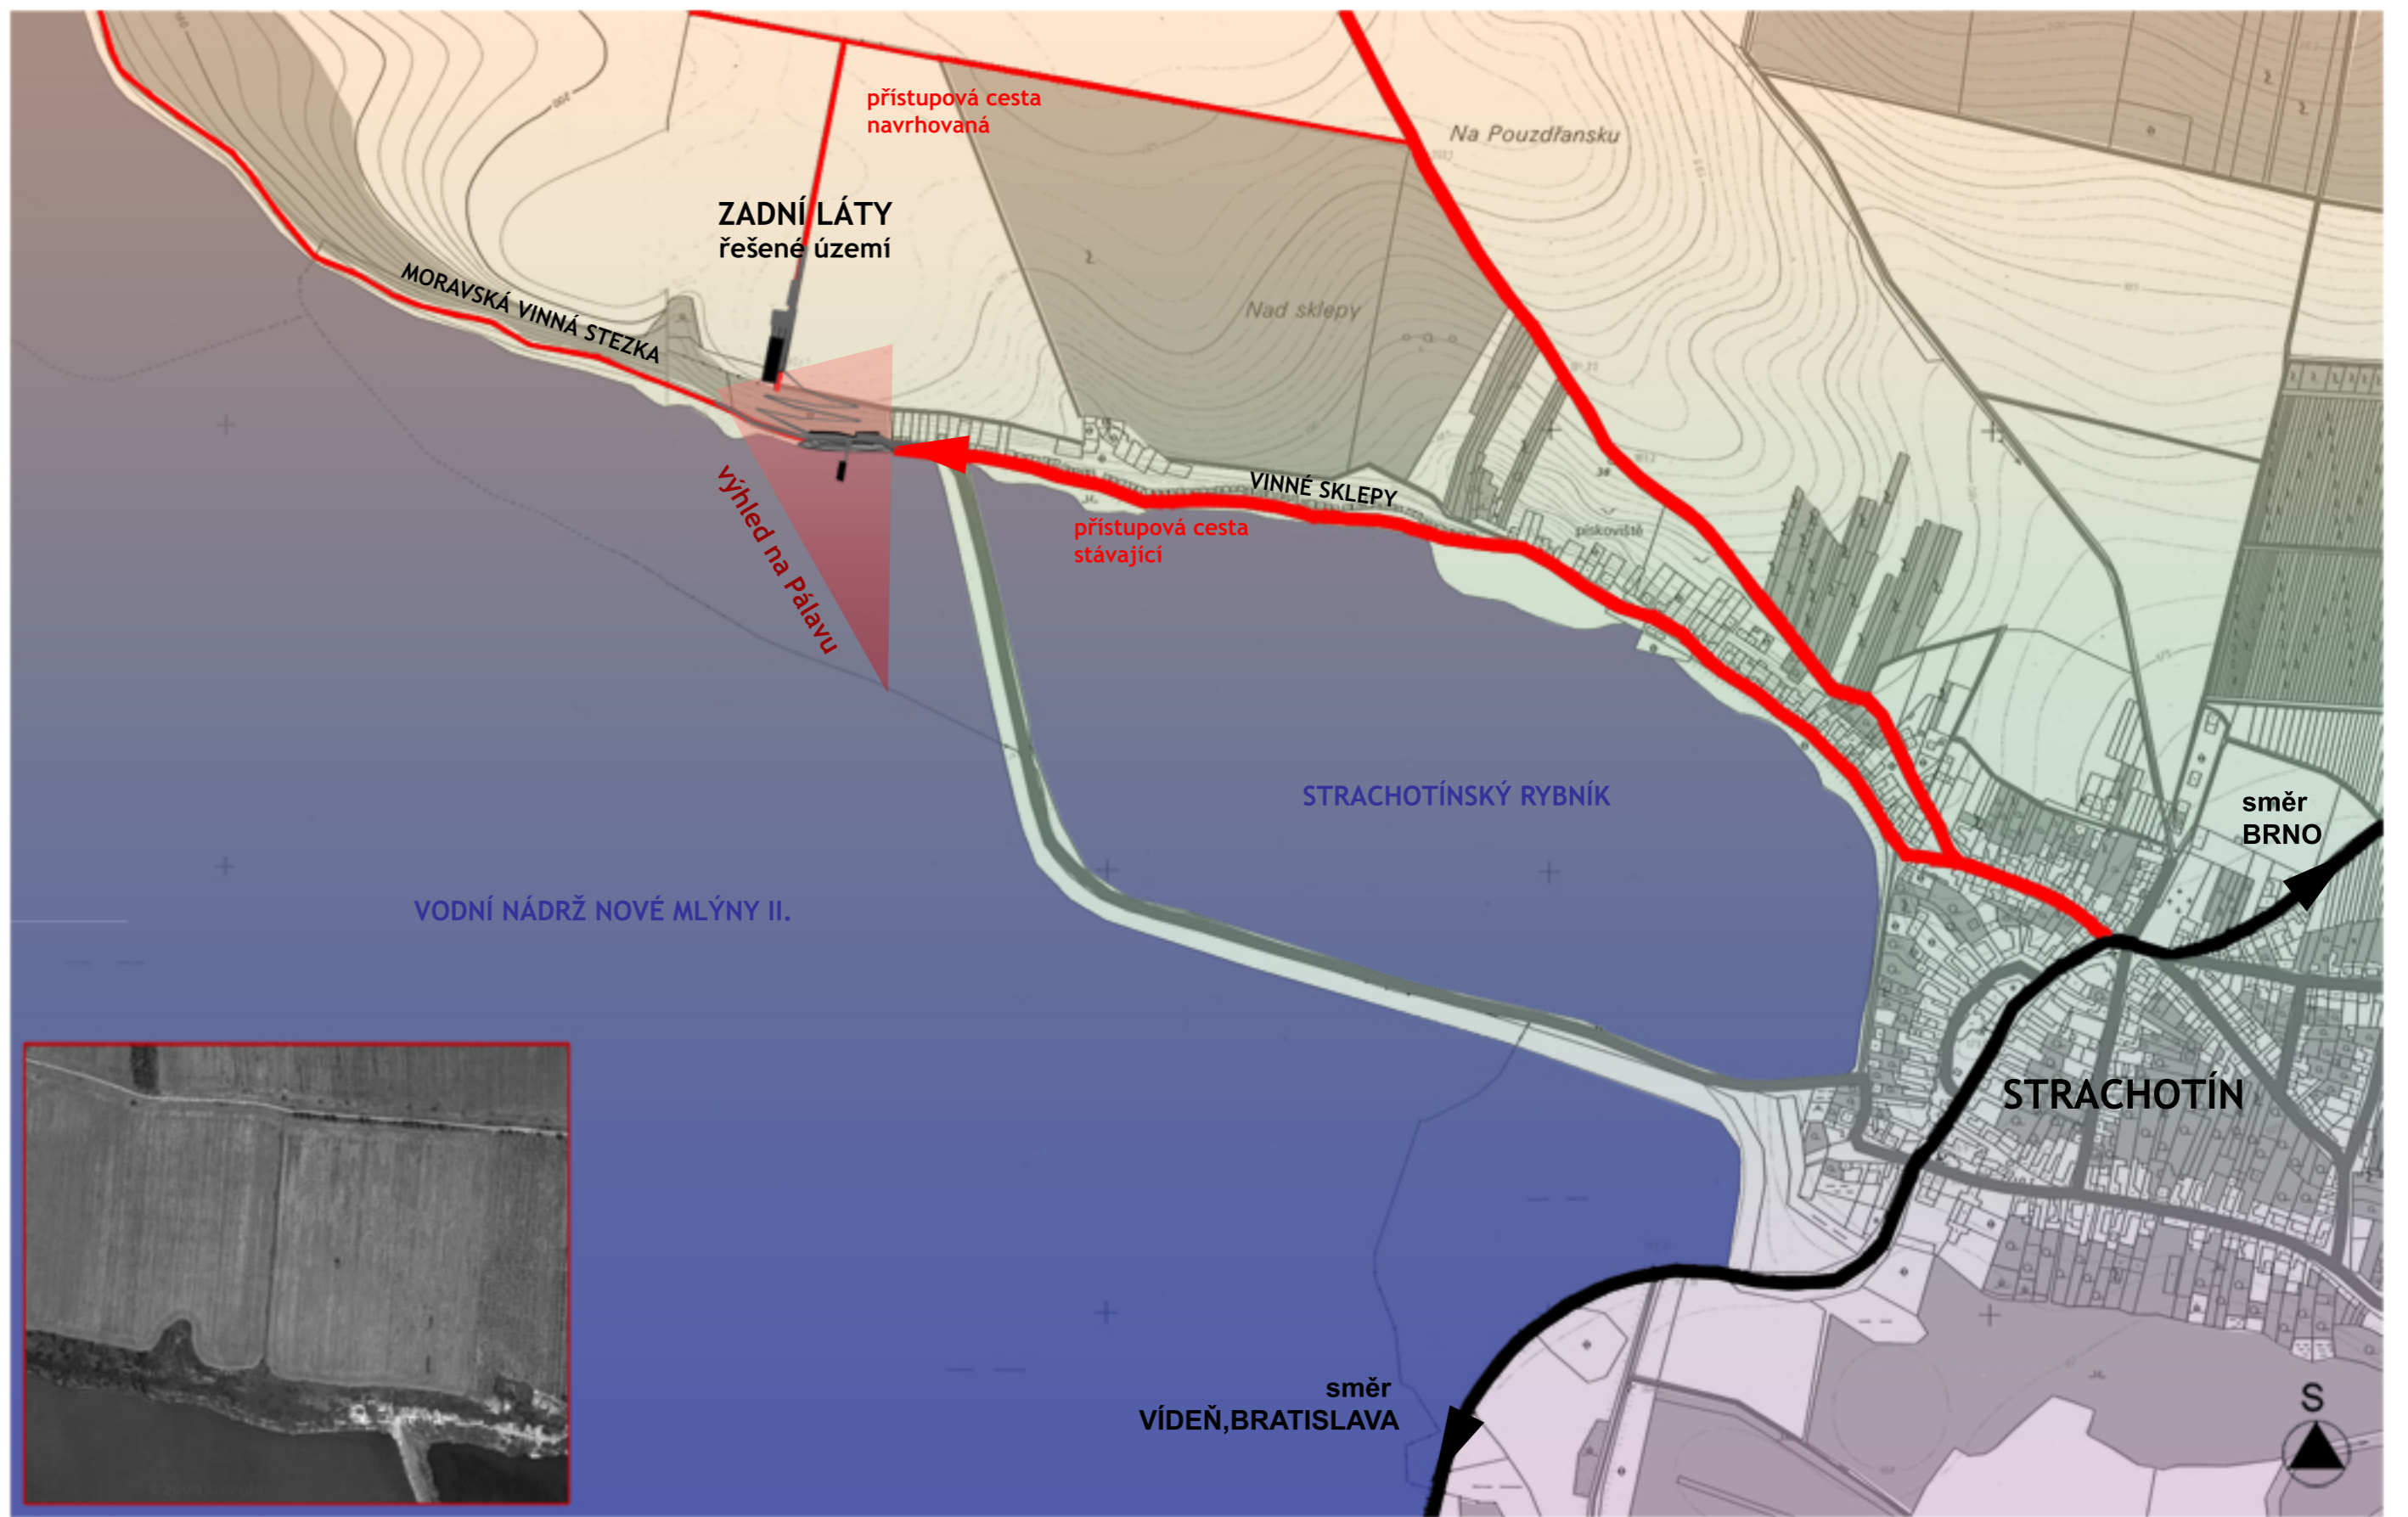 přístupová cesta
navrhovaná
Na Pouzdřansku
200
ZADNÍ LÁTY
řešené území
MORAVSKÁ VINNÁ STEZKA
Nad sklepy
VINNÉ SKLEPY
přístupová cesta
stávající
pískoviště
výhled na Pálavu
STRACHOTÍNSKÝ RYBNÍK
směr
BRNO
VODNÍ NÁDRŽ NOVÉ MLÝNY II.
STRACHOTÍN
směr
VÍDEŇ,BRATISLAVA
S